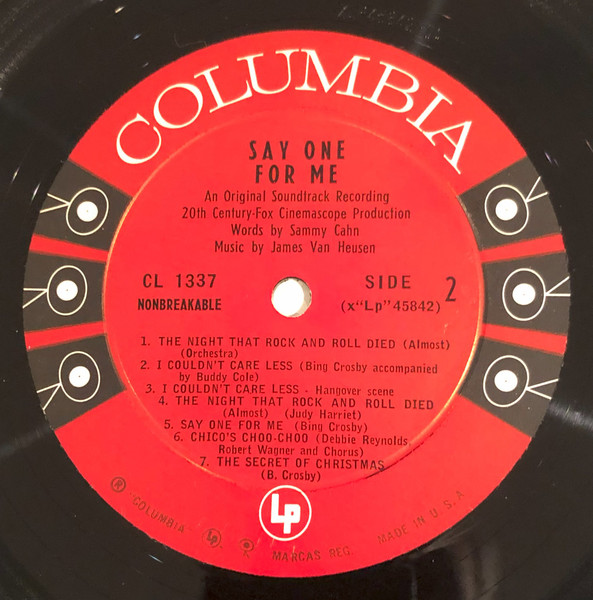 COLUMBIA
SAY ONE
FOR ME
An Original Soundtrack Recording
20th Century-Fox Cinemascope Production
Words by Sammy Cahn
Music by James Van Heusen
CL 1337
NONBREAKABLE
SIDE 2
(x"Lp"45842)
1. THE NIGHT THAT ROCK AND ROLL DIED (Almost)
(Orchestra)
2. I COULDN'T CARE LESS (Bing Crosby accompanied
by Buddy Cole)
3. I COULDN'T CARE LESS - Hangover scene
4. THE NIGHT THAT ROCK AND ROLL DIED
(Almost) (Judy Harriet)
5. SAY ONE FOR ME (Bing Crosby)
6. CHICO'S CHOO-CHOO (Debbie Reynolds,
Robert Wagner and Chorus)
7. THE SECRET OF CHRISTMAS
(B. Crosby)
Lp
® "COLUMBIA" Lp MARCAS REG. MADE IN U.S.A